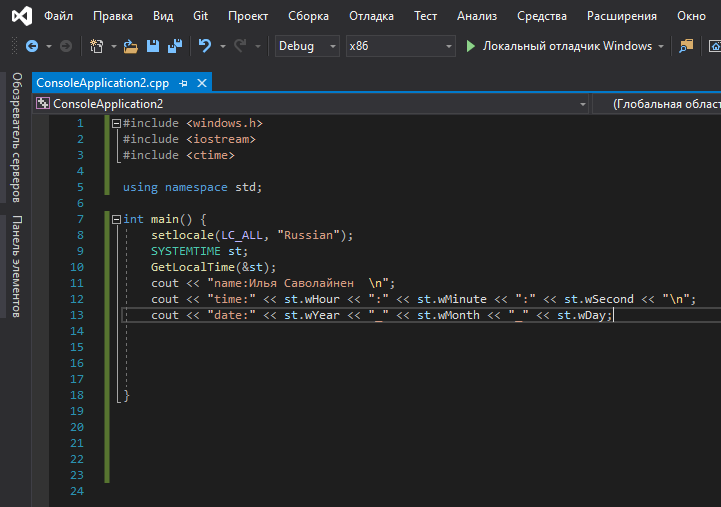 Файл Правка Вид Git Проект Сборка Отладка Тест Анализ Средства Расширения Окно
Debug x86 Локальный отладчик Windows
Обозреватель серверов
Панель элементов
ConsoleApplication2.cpp
ConsoleApplication2 (Глобальная област
1 #include <windows.h>
2 #include <iostream>
3 #include <ctime>
4
5 using namespace std;
6
7 int main() {
8 setlocale(LC_ALL, "Russian");
9 SYSTEMTIME st;
10 GetLocalTime(&st);
11 cout << "name:Илья Саволайнен  \n";
12 cout << "time:" << st.wHour << ":" << st.wMinute << ":" << st.wSecond << "\n";
13 cout << "date:" << st.wYear << "_" << st.wMonth << "_" << st.wDay;
14
15
16
17
18 }
19
20
21
22
23
24